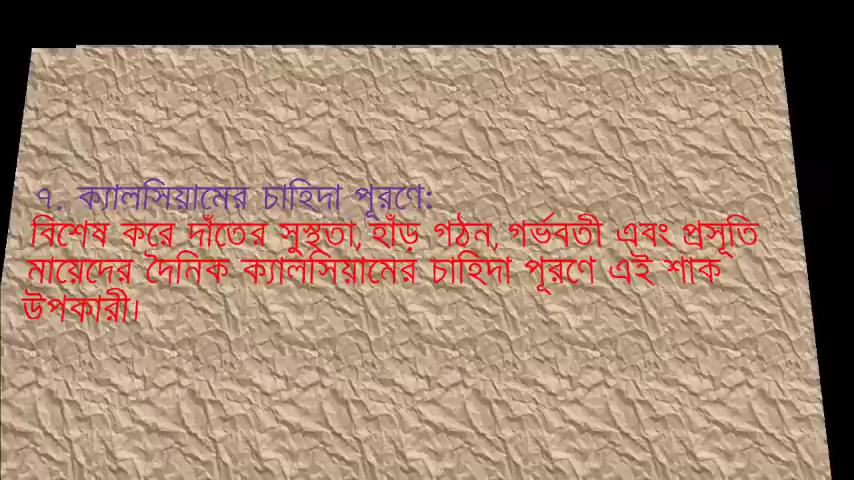 ৭. ক্যালসিয়ামের চাহিদা পূরণে:
বিশেষ করে দাঁতের সুস্থতা, হাঁড় গঠন, গর্ভবতী এবং প্রসূতি
মায়েদের দৈনিক ক্যালসিয়ামের চাহিদা পূরণে এই শাক
উপকারী।